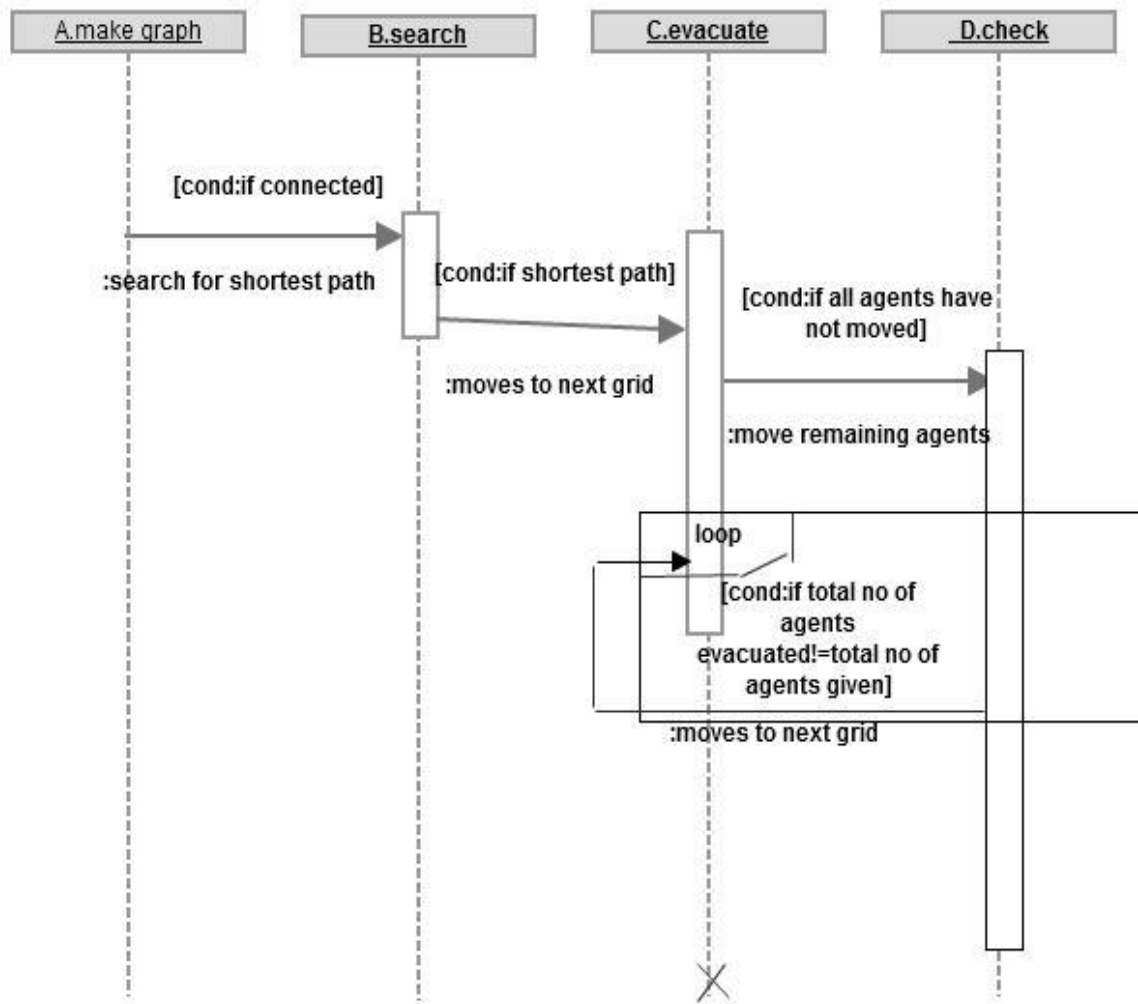 A.make graph
B.search
C.evacuate
D.check
[cond:if connected]
:search for shortest path
[cond:if shortest path]
:moves to next grid
[cond:if all agents have
not moved]
:move remaining agents
loop
[cond:if total no of
agents
evacuated!=total no of
agents given]
:moves to next grid